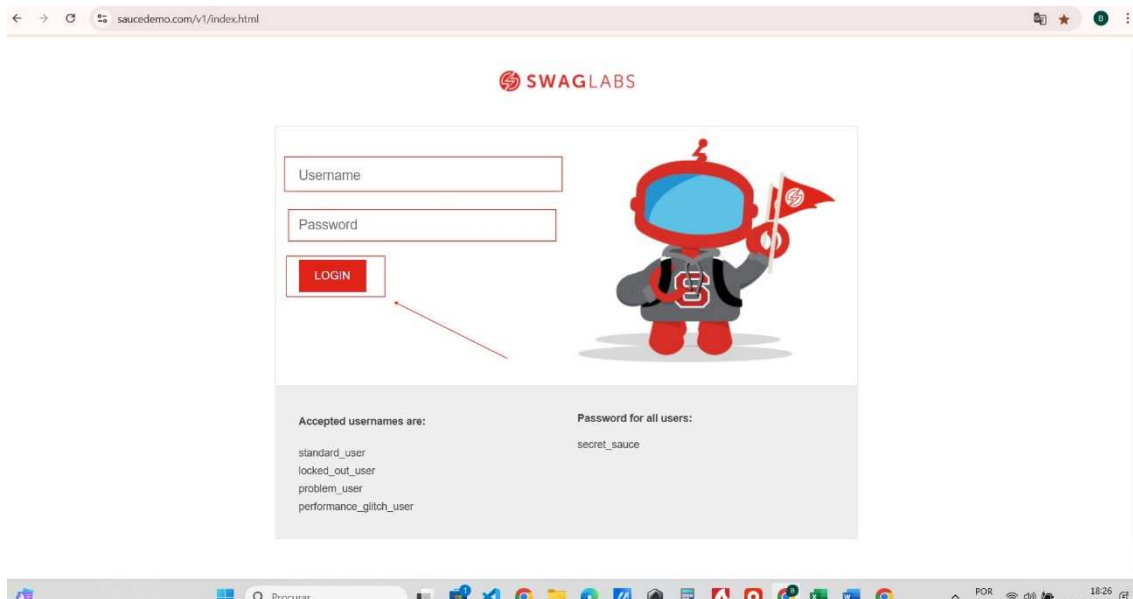 saucedemo.com/v1/index.html
B
SWAGLABS
Username
Password
LOGIN
S
Accepted usernames are:
standard_user
locked_out_user
problem_user
performance_glitch_user
Password for all users:
secret_sauce
Procurar
POR
18:26